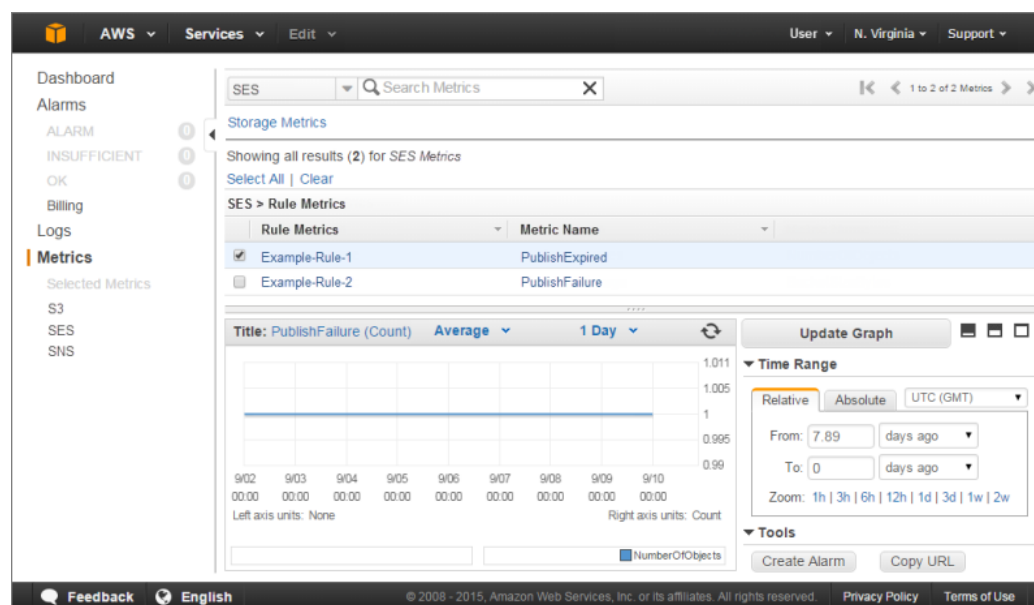 AWS Services Edit User N. Virginia Support
Dashboard
Alarms
ALARM 0
INSUFFICIENT 0
OK 0
Billing
Logs
Metrics
Selected Metrics
S3
SES
SNS
SES Search Metrics X 1 to 2 of 2 Metrics
Storage Metrics
Showing all results (2) for SES Metrics
Select All | Clear
SES > Rule Metrics
Rule Metrics Metric Name
Example-Rule-1 PublishExpired
Example-Rule-2 PublishFailure
Title: PublishFailure (Count) Average 1 Day
1.011
1.005
1
0.995
0.99
9/02 9/03 9/04 9/05 9/06 9/07 9/08 9/09 9/10
00:00 00:00 00:00 00:00 00:00 00:00 00:00 00:00 00:00
Left axis units: None Right axis units: Count
NumberOfObjects
Update Graph
Time Range
Relative Absolute UTC (GMT)
From: 7.89 days ago
To: 0 days ago
Zoom: 1h | 3h | 6h | 12h | 1d | 3d | 1w | 2w
Tools
Create Alarm Copy URL
Feedback English © 2008 - 2015, Amazon Web Services, Inc. or its affiliates. All rights reserved. Privacy Policy Terms of Use